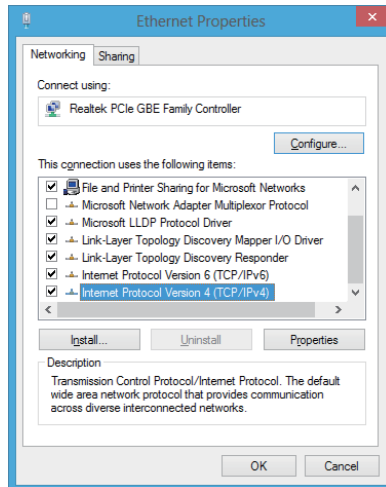 Ethernet Properties
Networking
Sharing
Connect using:
Realtek PCIe GBE Family Controller
Configure...
This connection uses the following items:
File and Printer Sharing for Microsoft Networks
Microsoft Network Adapter Multiplexor Protocol
Microsoft LLDP Protocol Driver
Link-Layer Topology Discovery Mapper I/O Driver
Link-Layer Topology Discovery Responder
Internet Protocol Version 6 (TCP/IPv6)
Internet Protocol Version 4 (TCP/IPv4)
Install...
Uninstall
Properties
Description
Transmission Control Protocol/Internet Protocol. The default
wide area network protocol that provides communication
across diverse interconnected networks.
OK
Cancel